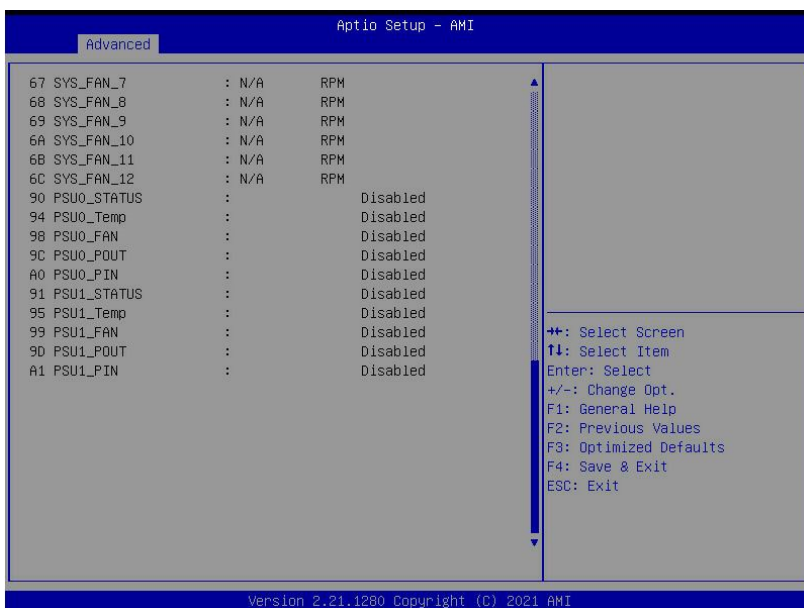 Aptio Setup – AMI
Advanced
67 SYS_FAN_7 : N/A RPM
68 SYS_FAN_8 : N/A RPM
69 SYS_FAN_9 : N/A RPM
6A SYS_FAN_10 : N/A RPM
6B SYS_FAN_11 : N/A RPM
6C SYS_FAN_12 : N/A RPM
90 PSU0_STATUS : Disabled
94 PSU0_Temp : Disabled
98 PSU0_FAN : Disabled
9C PSU0_POUT : Disabled
A0 PSU0_PIN : Disabled
91 PSU1_STATUS : Disabled
95 PSU1_Temp : Disabled
99 PSU1_FAN : Disabled
9D PSU1_POUT : Disabled
A1 PSU1_PIN : Disabled
→←: Select Screen
↑↓: Select Item
Enter: Select
+/-: Change Opt.
F1: General Help
F2: Previous Values
F3: Optimized Defaults
F4: Save & Exit
ESC: Exit
Version 2.21.1280 Copyright (C) 2021 AMI